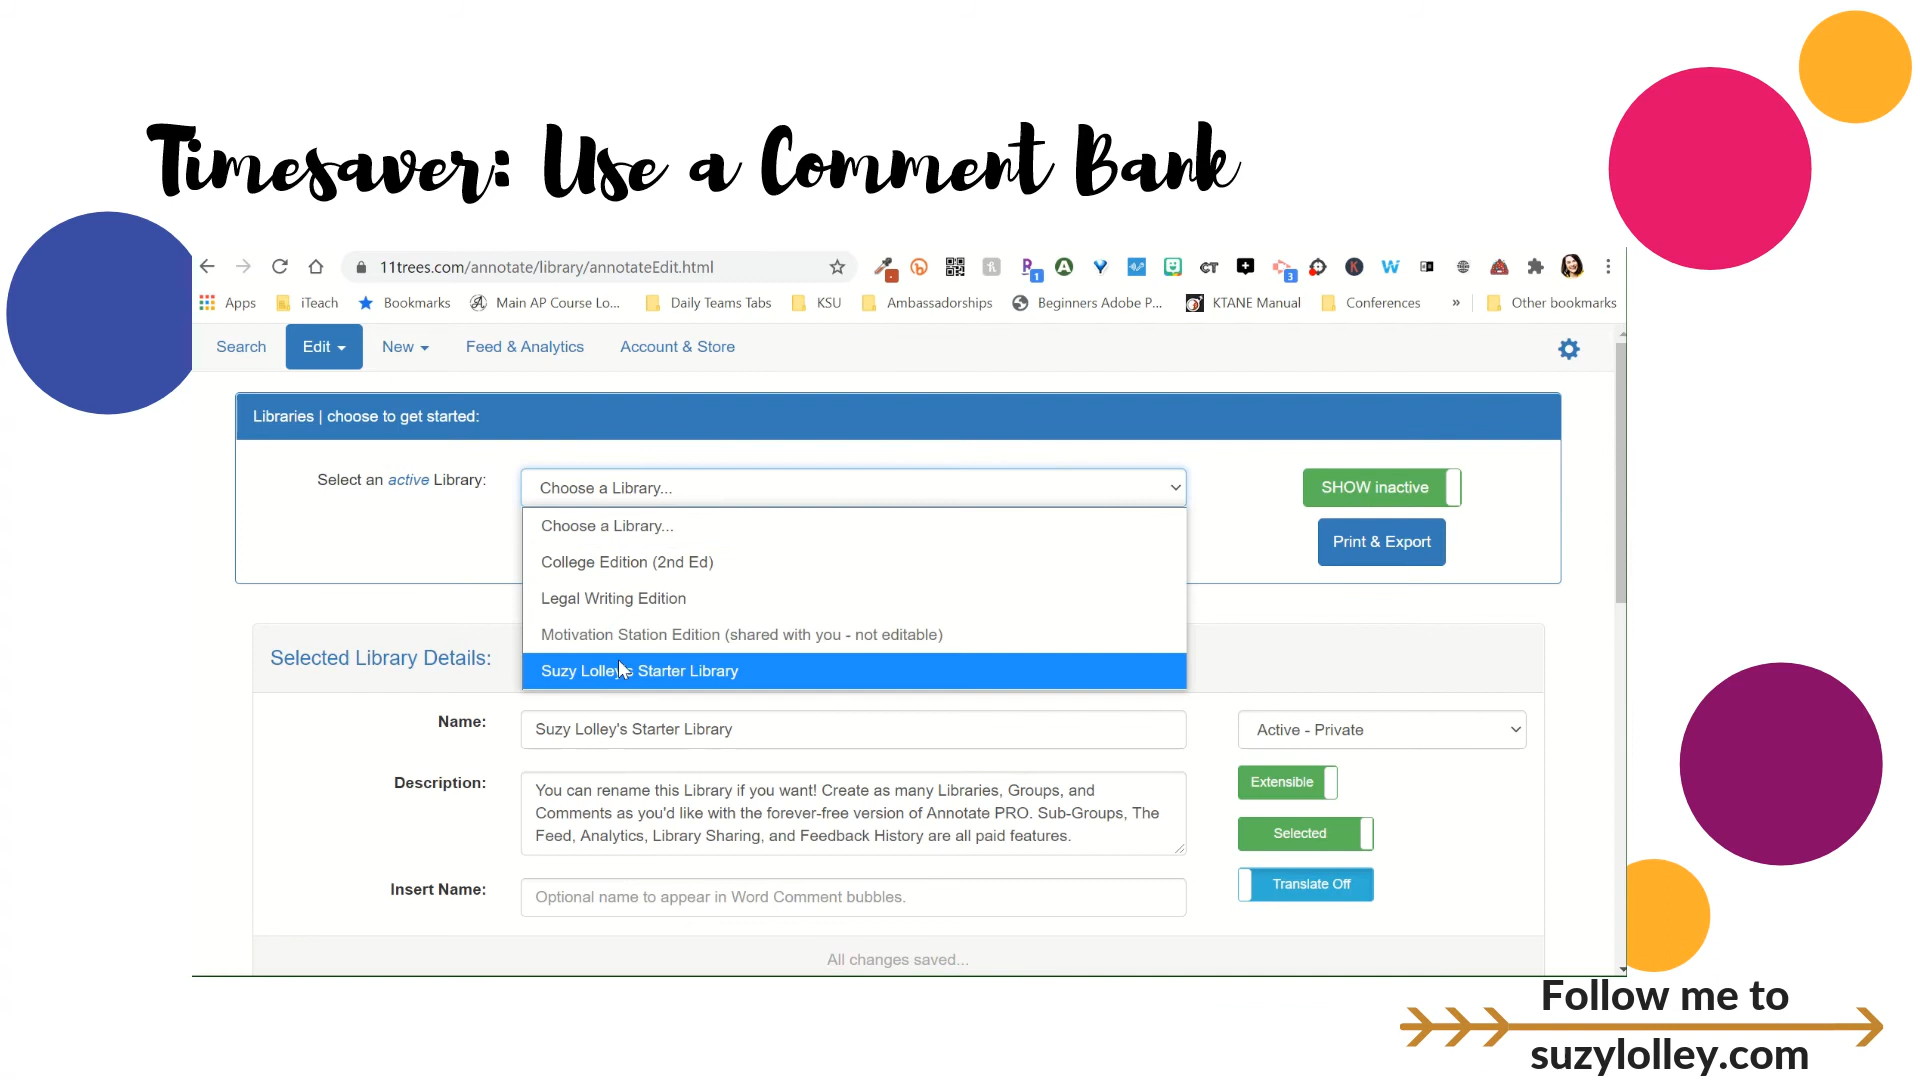 Timesaver: Use a Comment Bank
11trees.com/annotate/library/annotateEdit.html
Apps iTeach Bookmarks Main AP Course Lo... Daily Teams Tabs KSU Ambassadorships Beginners Adobe P... KTANE Manual Conferences » Other bookmarks
Search Edit New Feed & Analytics Account & Store
Libraries | choose to get started:
Select an active Library: Choose a Library... SHOW inactive
Choose a Library...
Print & Export
College Edition (2nd Ed)
Legal Writing Edition
Motivation Station Edition (shared with you - not editable)
Selected Library Details:
Suzy Lolley's Starter Library
Name: Suzy Lolley's Starter Library Active - Private
Description: You can rename this Library if you want! Create as many Libraries, Groups, and Extensible
Comments as you'd like with the forever-free version of Annotate PRO. Sub-Groups, The
Feed, Analytics, Library Sharing, and Feedback History are all paid features. Selected
Insert Name: Optional name to appear in Word Comment bubbles. Translate Off
All changes saved...
Follow me to
suzylolley.com